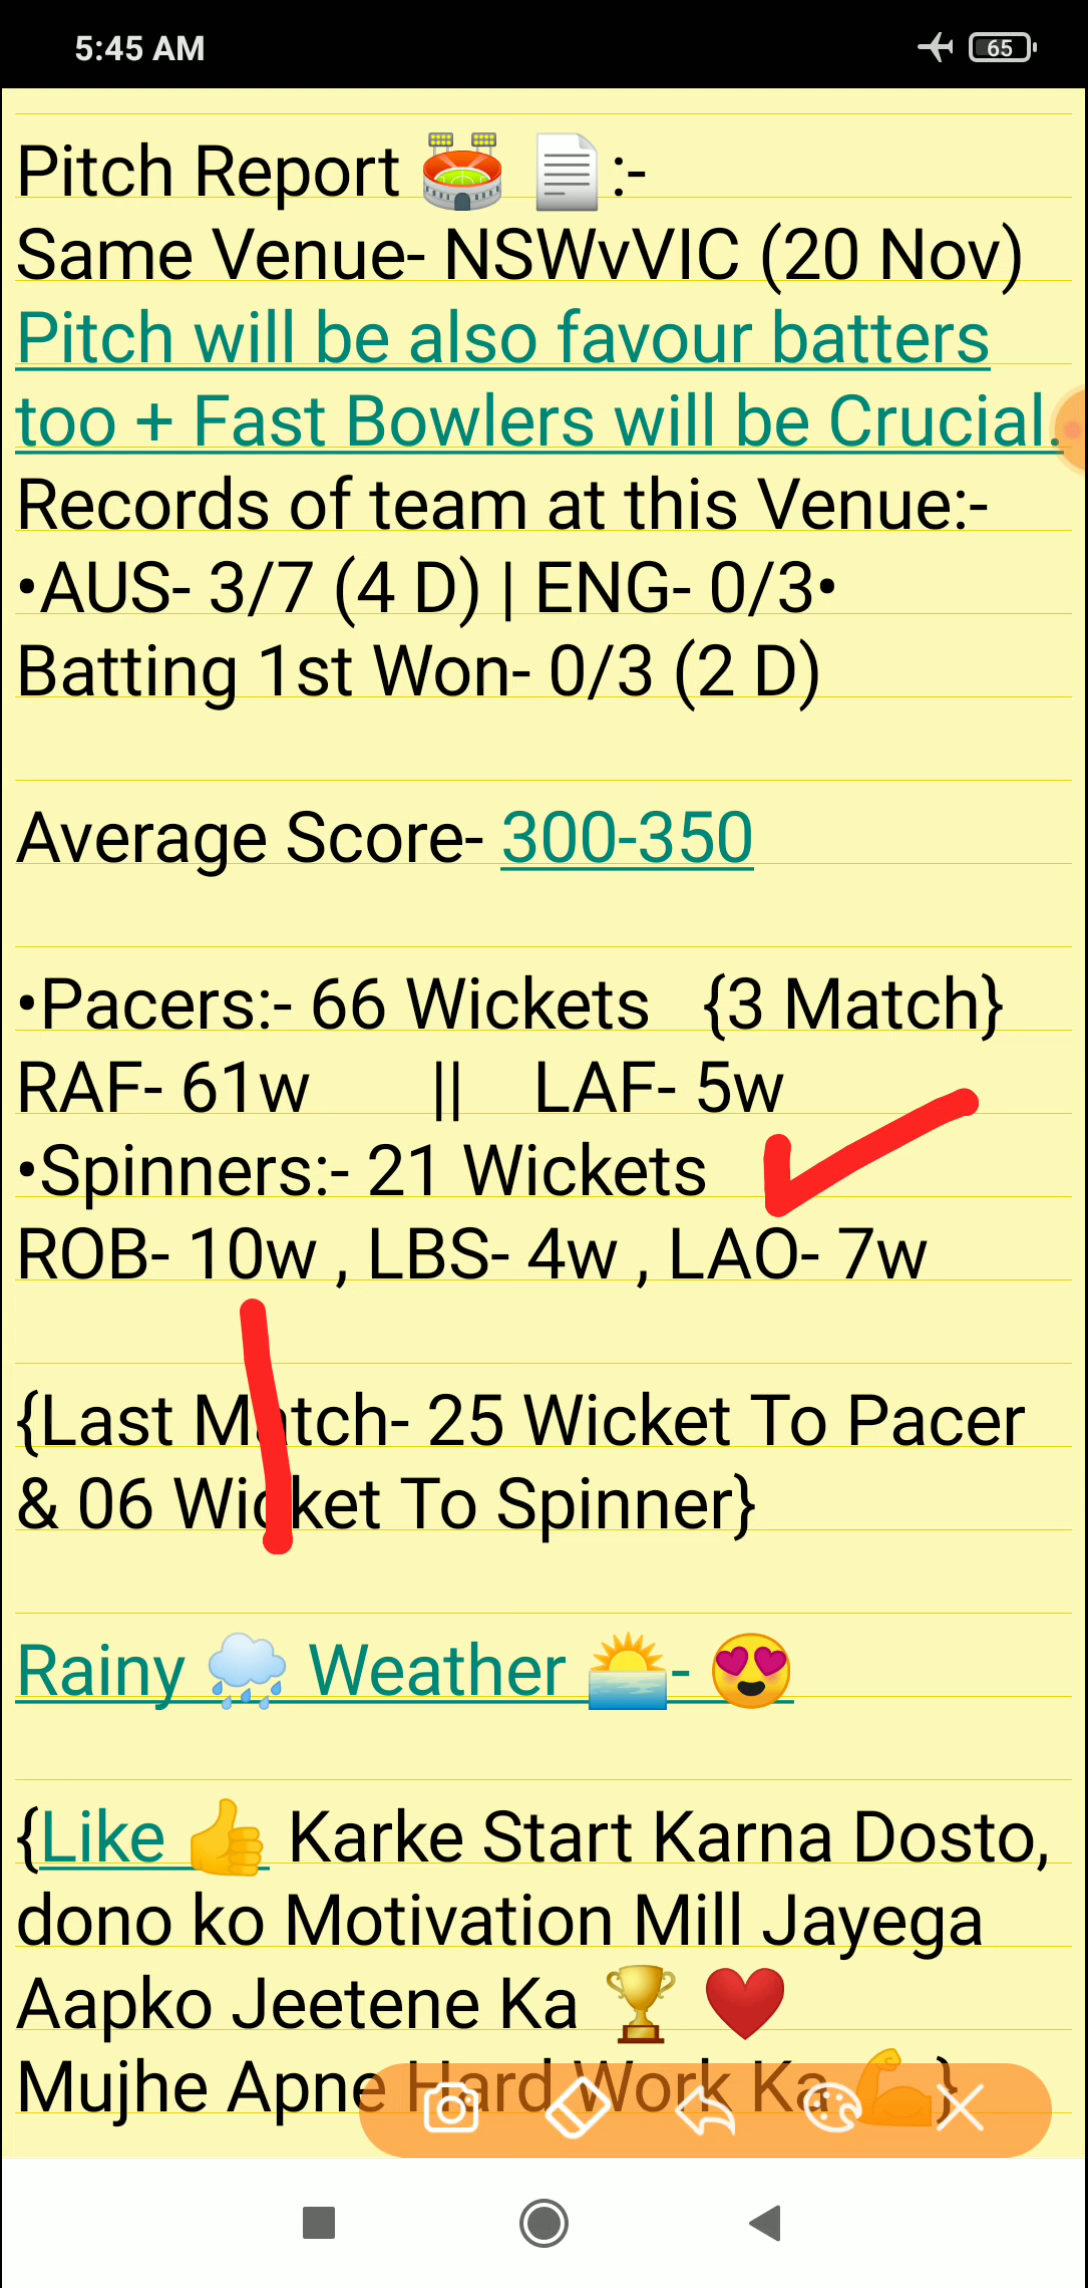 5:45 AM
65
Pitch Report 🏟 📄:-
Same Venue- NSWvVIC (20 Nov)
Pitch will be also favour batters
too + Fast Bowlers will be Crucial.
Records of team at this Venue:-
•AUS- 3/7 (4 D) | ENG- 0/3•
Batting 1st Won- 0/3 (2 D)
Average Score- 300-350
•Pacers:- 66 Wickets {3 Match}
RAF- 61w || LAF- 5w
•Spinners:- 21 Wickets
ROB- 10w , LBS- 4w , LAO- 7w
{Last Match- 25 Wicket To Pacer
& 06 Wicket To Spinner}
Rainy 🌧 Weather 🌅- 😍
{Like 👍 Karke Start Karna Dosto,
dono ko Motivation Mill Jayega
Aapko Jeetene Ka 🏆 ❤️
Mujhe Apne Hard Work Ka 💪}